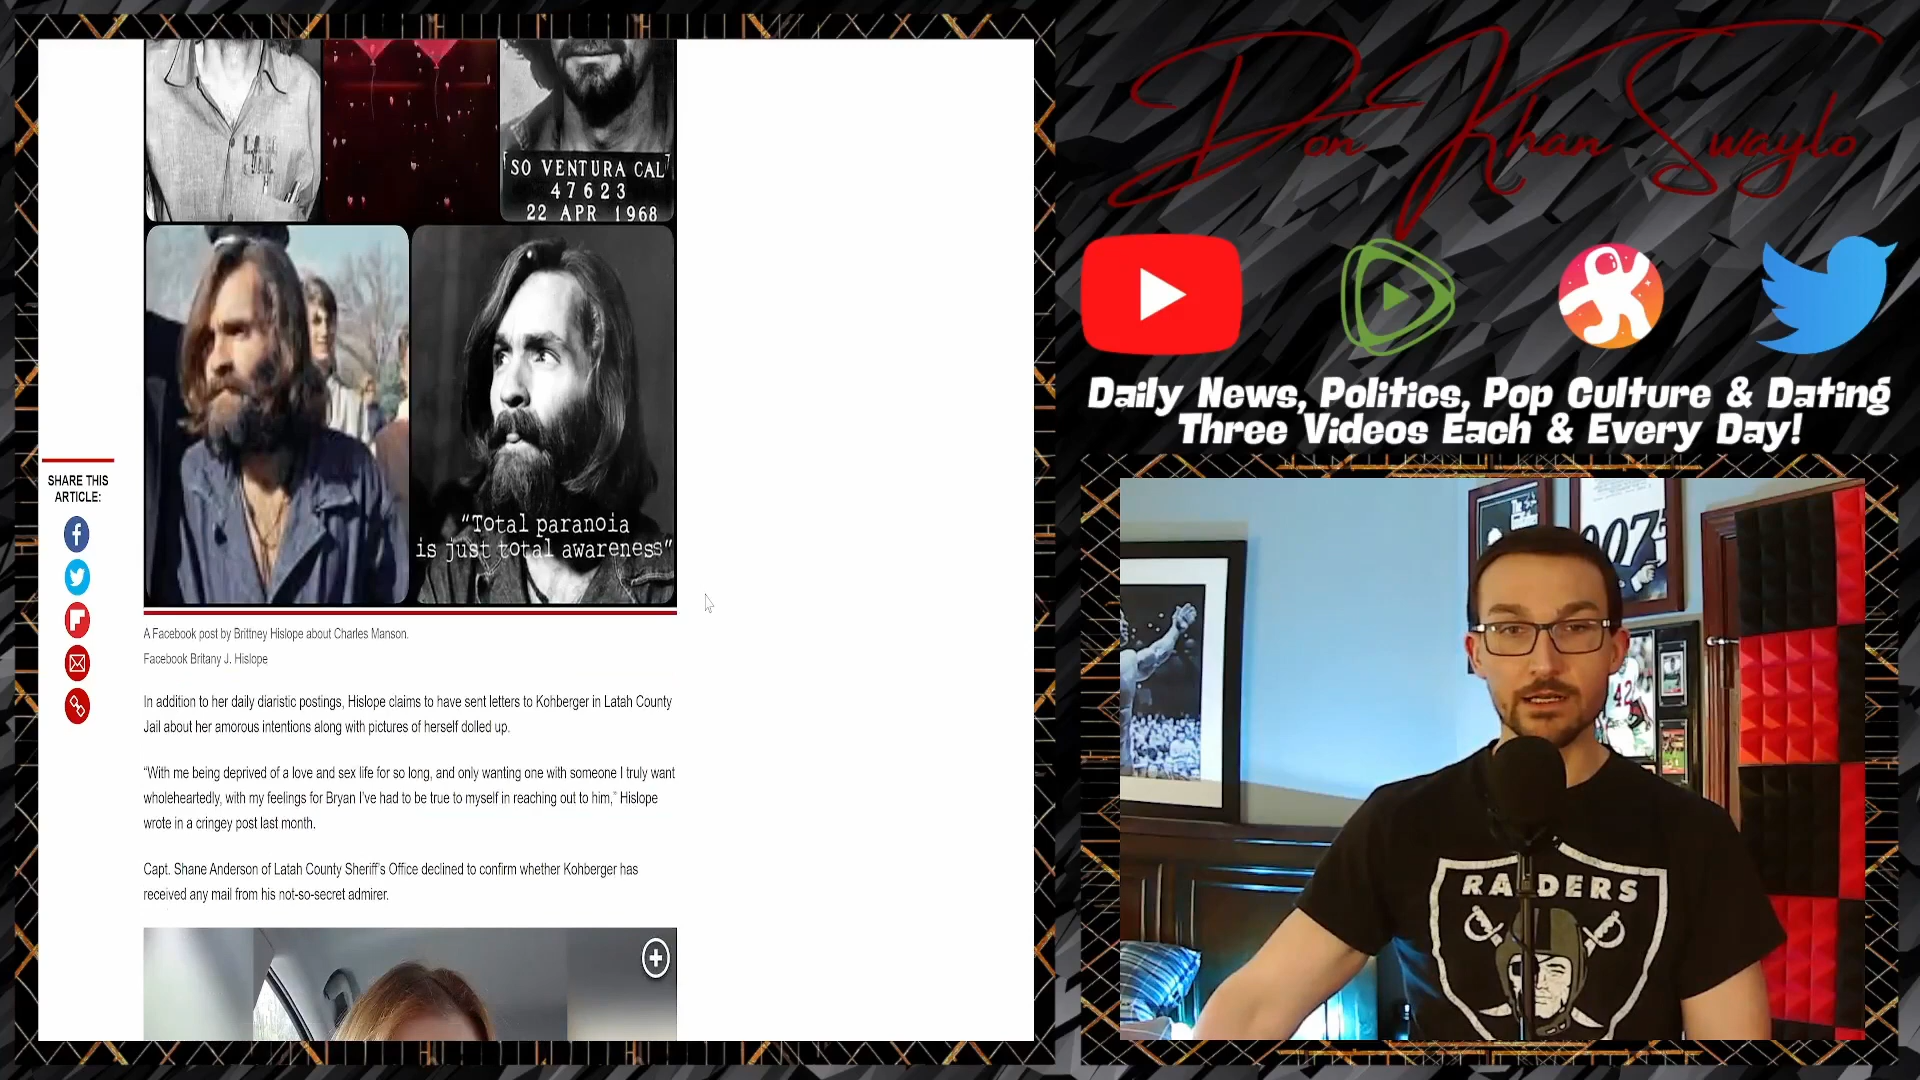 SO VENTURA CAL
47623
22 APR 1968
"Total paranoia
is just total awareness"
SHARE THIS
ARTICLE:
A Facebook post by Brittney Hislope about Charles Manson.
Facebook Britany J. Hislope
In addition to her daily diaristic postings, Hislope claims to have sent letters to Kohberger in Latah County
Jail about her amorous intentions along with pictures of herself dolled up.
“With me being deprived of a love and sex life for so long, and only wanting one with someone I truly want
wholeheartedly, with my feelings for Bryan I’ve had to be true to myself in reaching out to him,” Hislope
wrote in a cringey post last month.
Capt. Shane Anderson of Latah County Sheriff’s Office declined to confirm whether Kohberger has
received any mail from his not-so-secret admirer.
Don Khan Swaylo
Daily News, Politics, Pop Culture & Dating
Three Videos Each & Every Day!
007
42
RAIDERS